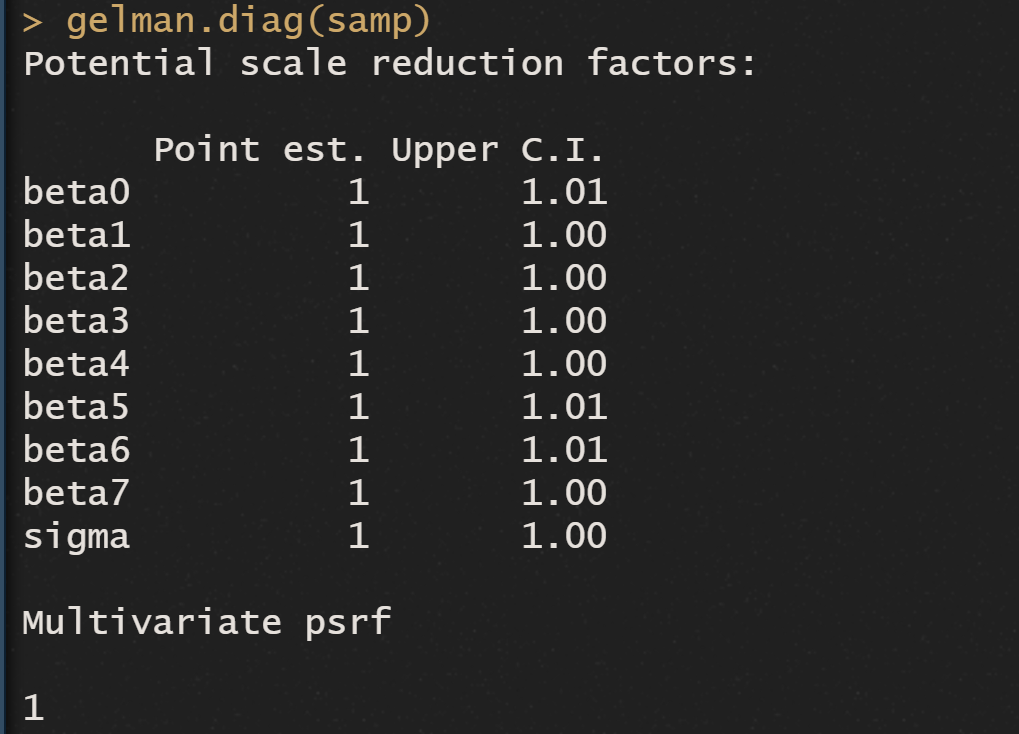 > gelman.diag(samp)
Potential scale reduction factors:
Point est. Upper C.I.
beta0 1 1.01
beta1 1 1.00
beta2 1 1.00
beta3 1 1.00
beta4 1 1.00
beta5 1 1.01
beta6 1 1.01
beta7 1 1.00
sigma 1 1.00
Multivariate psrf
1